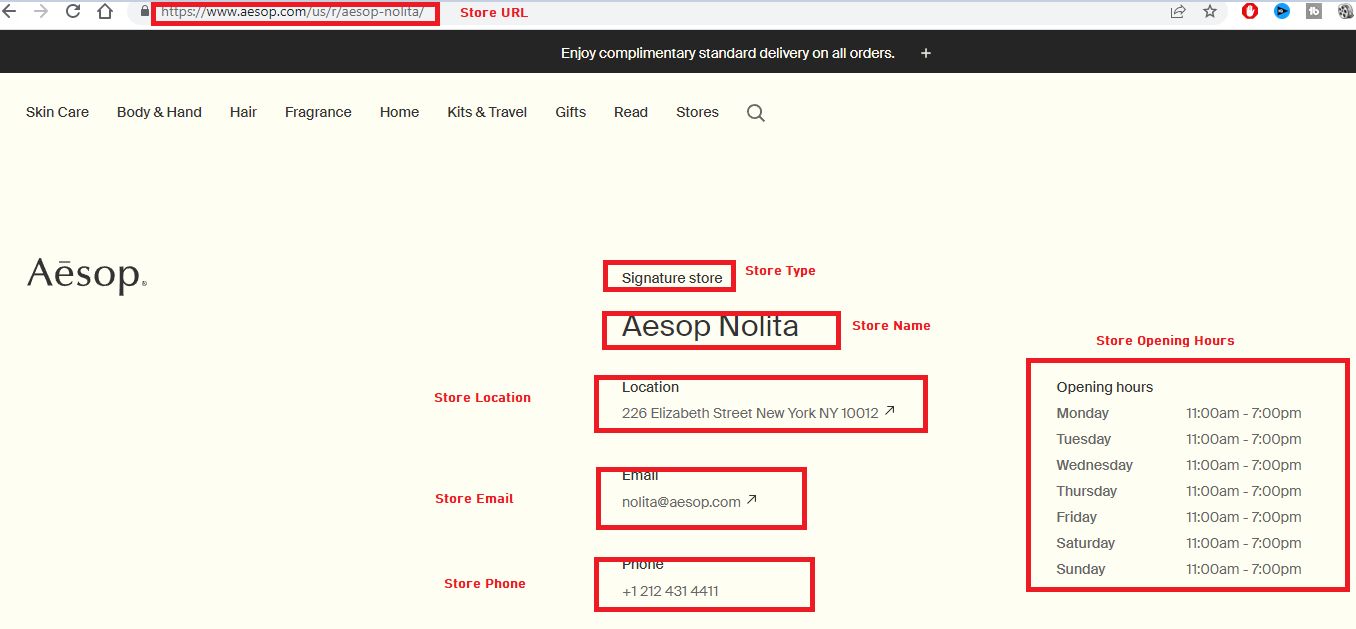 https://www.aesop.com/us/r/aesop-nolita/ Store URL
Enjoy complimentary standard delivery on all orders. +
Skin Care Body & Hand Hair Fragrance Home Kits & Travel Gifts Read Stores
Aēsop®
Signature store Store Type
Aesop Nolita Store Name
Store Location
Location
226 Elizabeth Street New York NY 10012
Store Email
Email
nolita@aesop.com
Store Phone
Phone
+1 212 431 4411
Store Opening Hours
Opening hours
Monday 11:00am - 7:00pm
Tuesday 11:00am - 7:00pm
Wednesday 11:00am - 7:00pm
Thursday 11:00am - 7:00pm
Friday 11:00am - 7:00pm
Saturday 11:00am - 7:00pm
Sunday 11:00am - 7:00pm